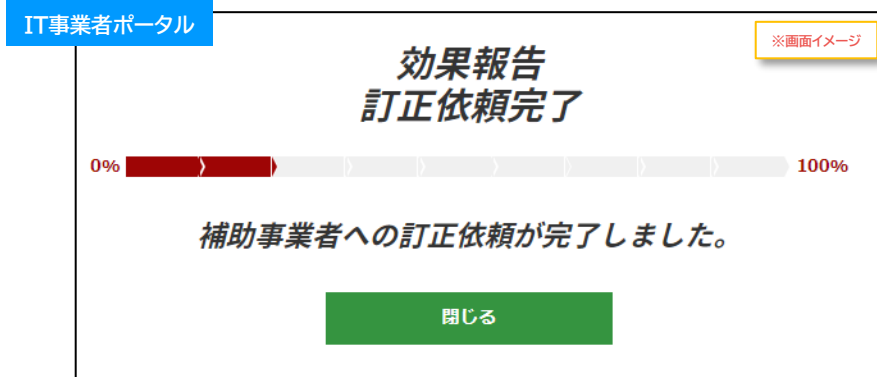 IT事業者ポータル
※画面イメージ
効果報告
訂正依頼完了
0% 100%
補助事業者への訂正依頼が完了しました。
閉じる